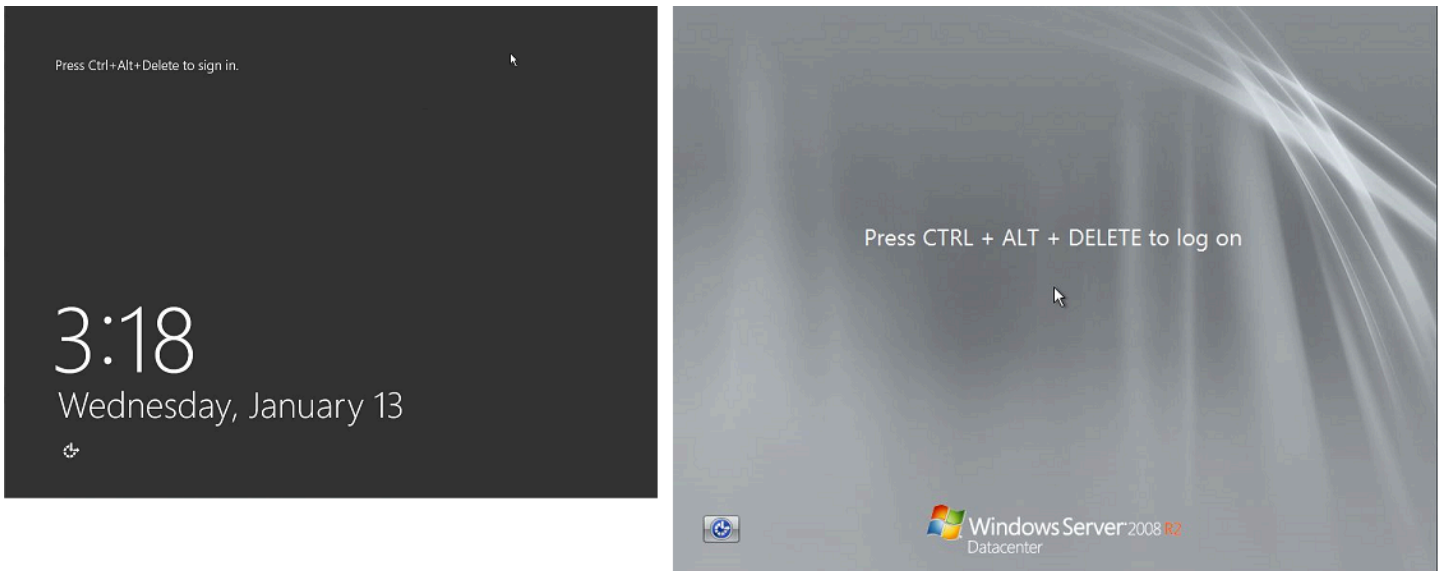 Press Ctrl+Alt+Delete to sign in.
3:18
Wednesday, January 13
Press CTRL + ALT + DELETE to log on
Windows Server 2008 R2
Datacenter